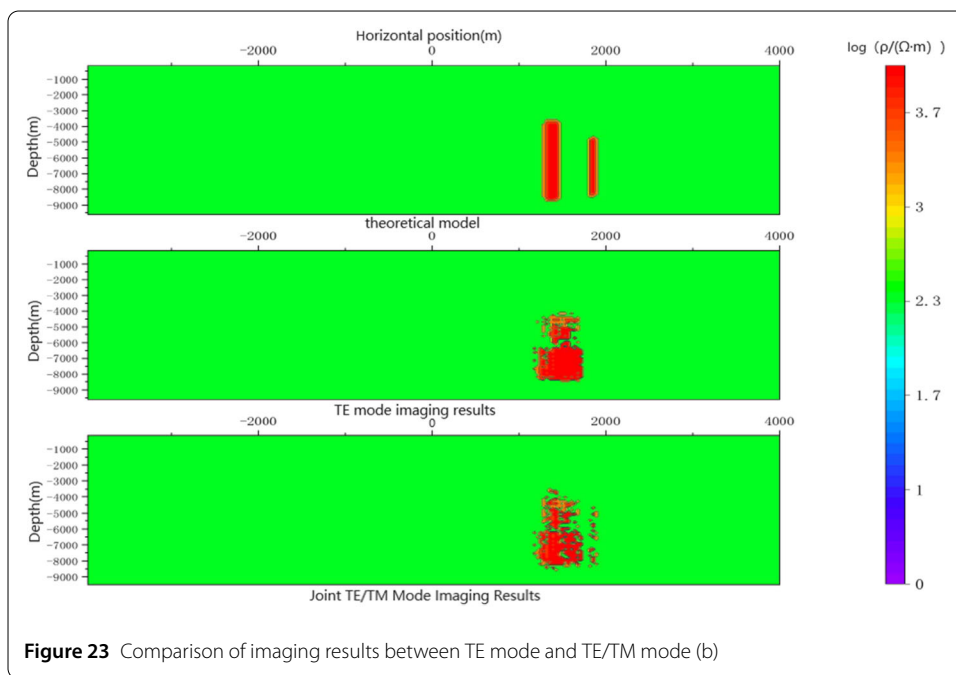 Horizontal position(m)
-2000 0 2000 4000
log (ρ/(Ω·m) )
Depth(m)
-1000
-2000
-3000
-4000
-5000
-6000
-7000
-8000
-9000
theoretical model
-2000 0 2000 4000
Depth(m)
-1000
-2000
-3000
-4000
-5000
-6000
-7000
-8000
-9000
TE mode imaging results
-2000 0 2000 4000
Depth(m)
-1000
-2000
-3000
-4000
-5000
-6000
-7000
-8000
-9000
Joint TE/TM Mode Imaging Results
3. 7
3
2. 3
1. 7
1
0
Figure 23 Comparison of imaging results between TE mode and TE/TM mode (b)